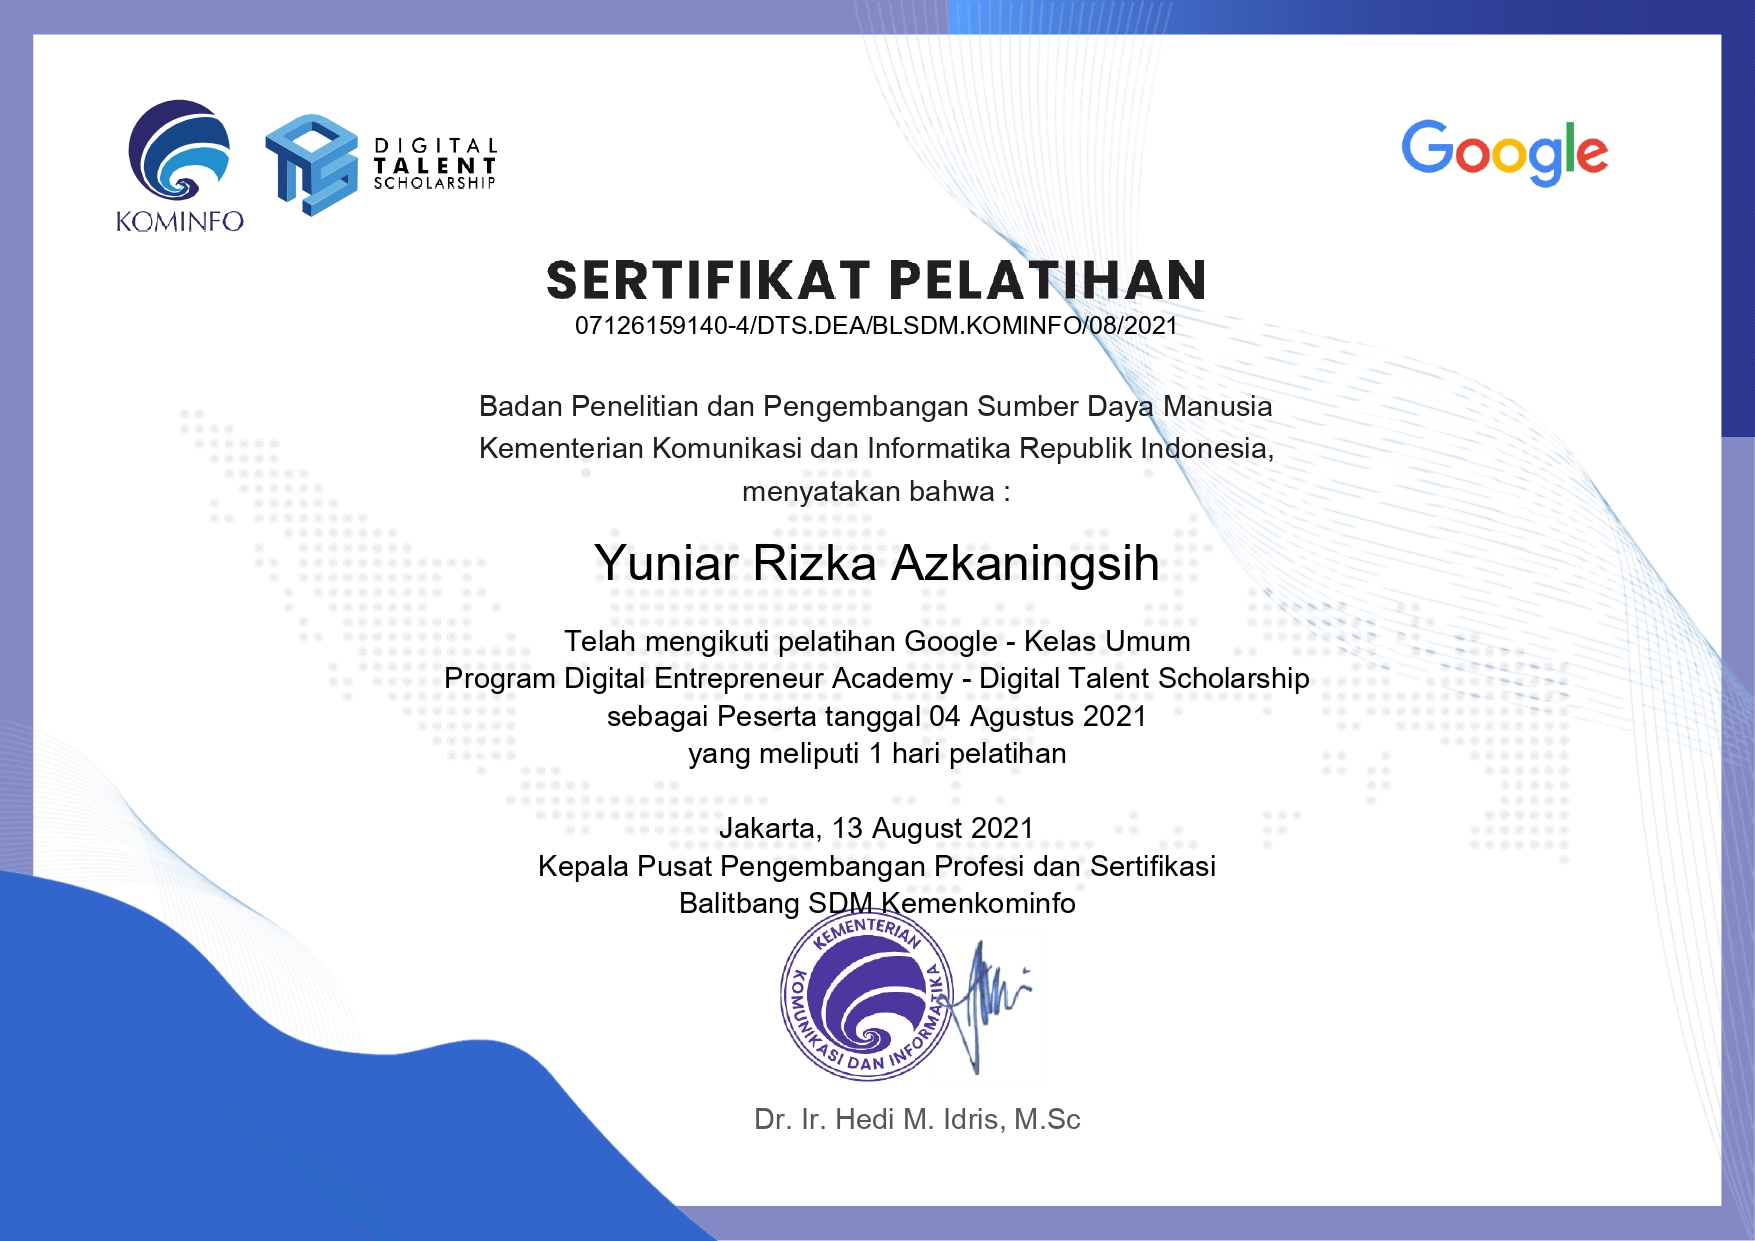 KOMINFO
DIGITAL
TALENT
SCHOLARSHIP
Google
SERTIFIKAT PELATIHAN
07126159140-4/DTS.DEA/BLSDM.KOMINFO/08/2021
Badan Penelitian dan Pengembangan Sumber Daya Manusia
Kementerian Komunikasi dan Informatika Republik Indonesia,
menyatakan bahwa :
Yuniar Rizka Azkaningsih
Telah mengikuti pelatihan Google - Kelas Umum
Program Digital Entrepreneur Academy - Digital Talent Scholarship
sebagai Peserta tanggal 04 Agustus 2021
yang meliputi 1 hari pelatihan
Jakarta, 13 August 2021
Kepala Pusat Pengembangan Profesi dan Sertifikasi
Balitbang SDM Kemenkominfo
KEMENTERIAN
KOMUNIKASI DAN INFORMATIKA
Dr. Ir. Hedi M. Idris, M.Sc